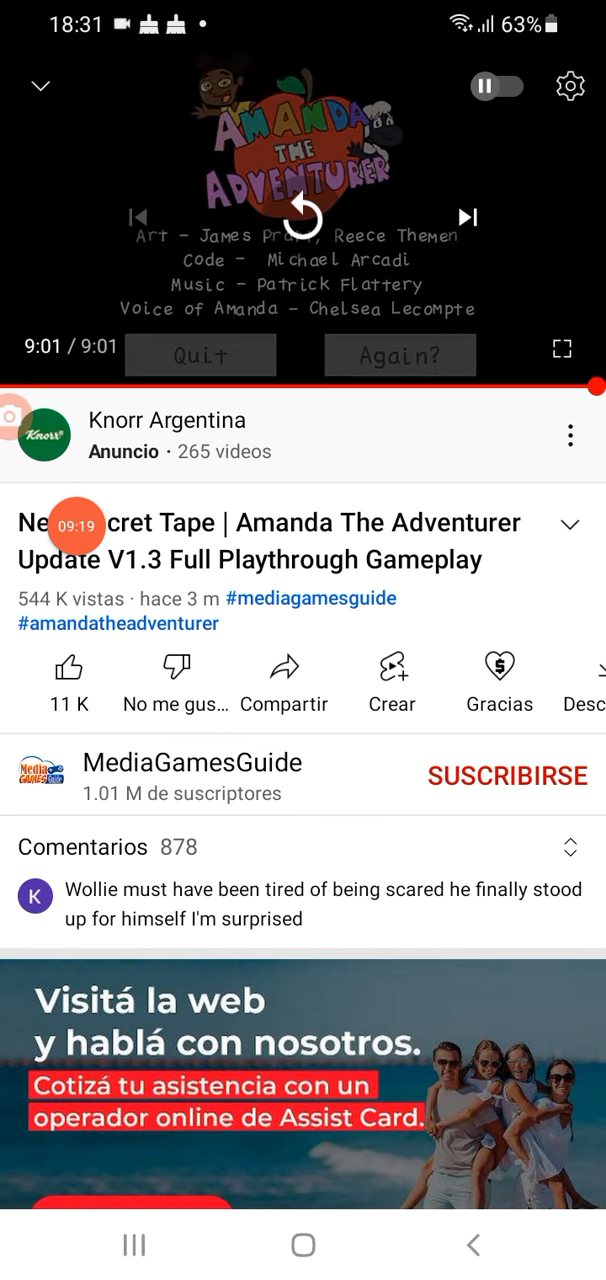 18:31
63%
AMANDA
THE
ADVENTURER
Art - James Pratt, Reece Themen
Code - Michael Arcadi
Music - Patrick Flattery
Voice of Amanda - Chelsea Lecompte
9:01 / 9:01
Quit
Again?
Knorr
Knorr Argentina
Anuncio · 265 videos
09:19
Ne cret Tape | Amanda The Adventurer
Update V1.3 Full Playthrough Gameplay
544 K vistas · hace 3 m #mediagamesguide
#amandatheadventurer
11 K
No me gus...
Compartir
Crear
Gracias
Desc
Media
GAMES Guide
MediaGamesGuide
1.01 M de suscriptores
SUSCRIBIRSE
Comentarios 878
K
Wollie must have been tired of being scared he finally stood
up for himself I'm surprised
Visitá la web
y hablá con nosotros.
Cotizá tu asistencia con un
operador online de Assist Card.